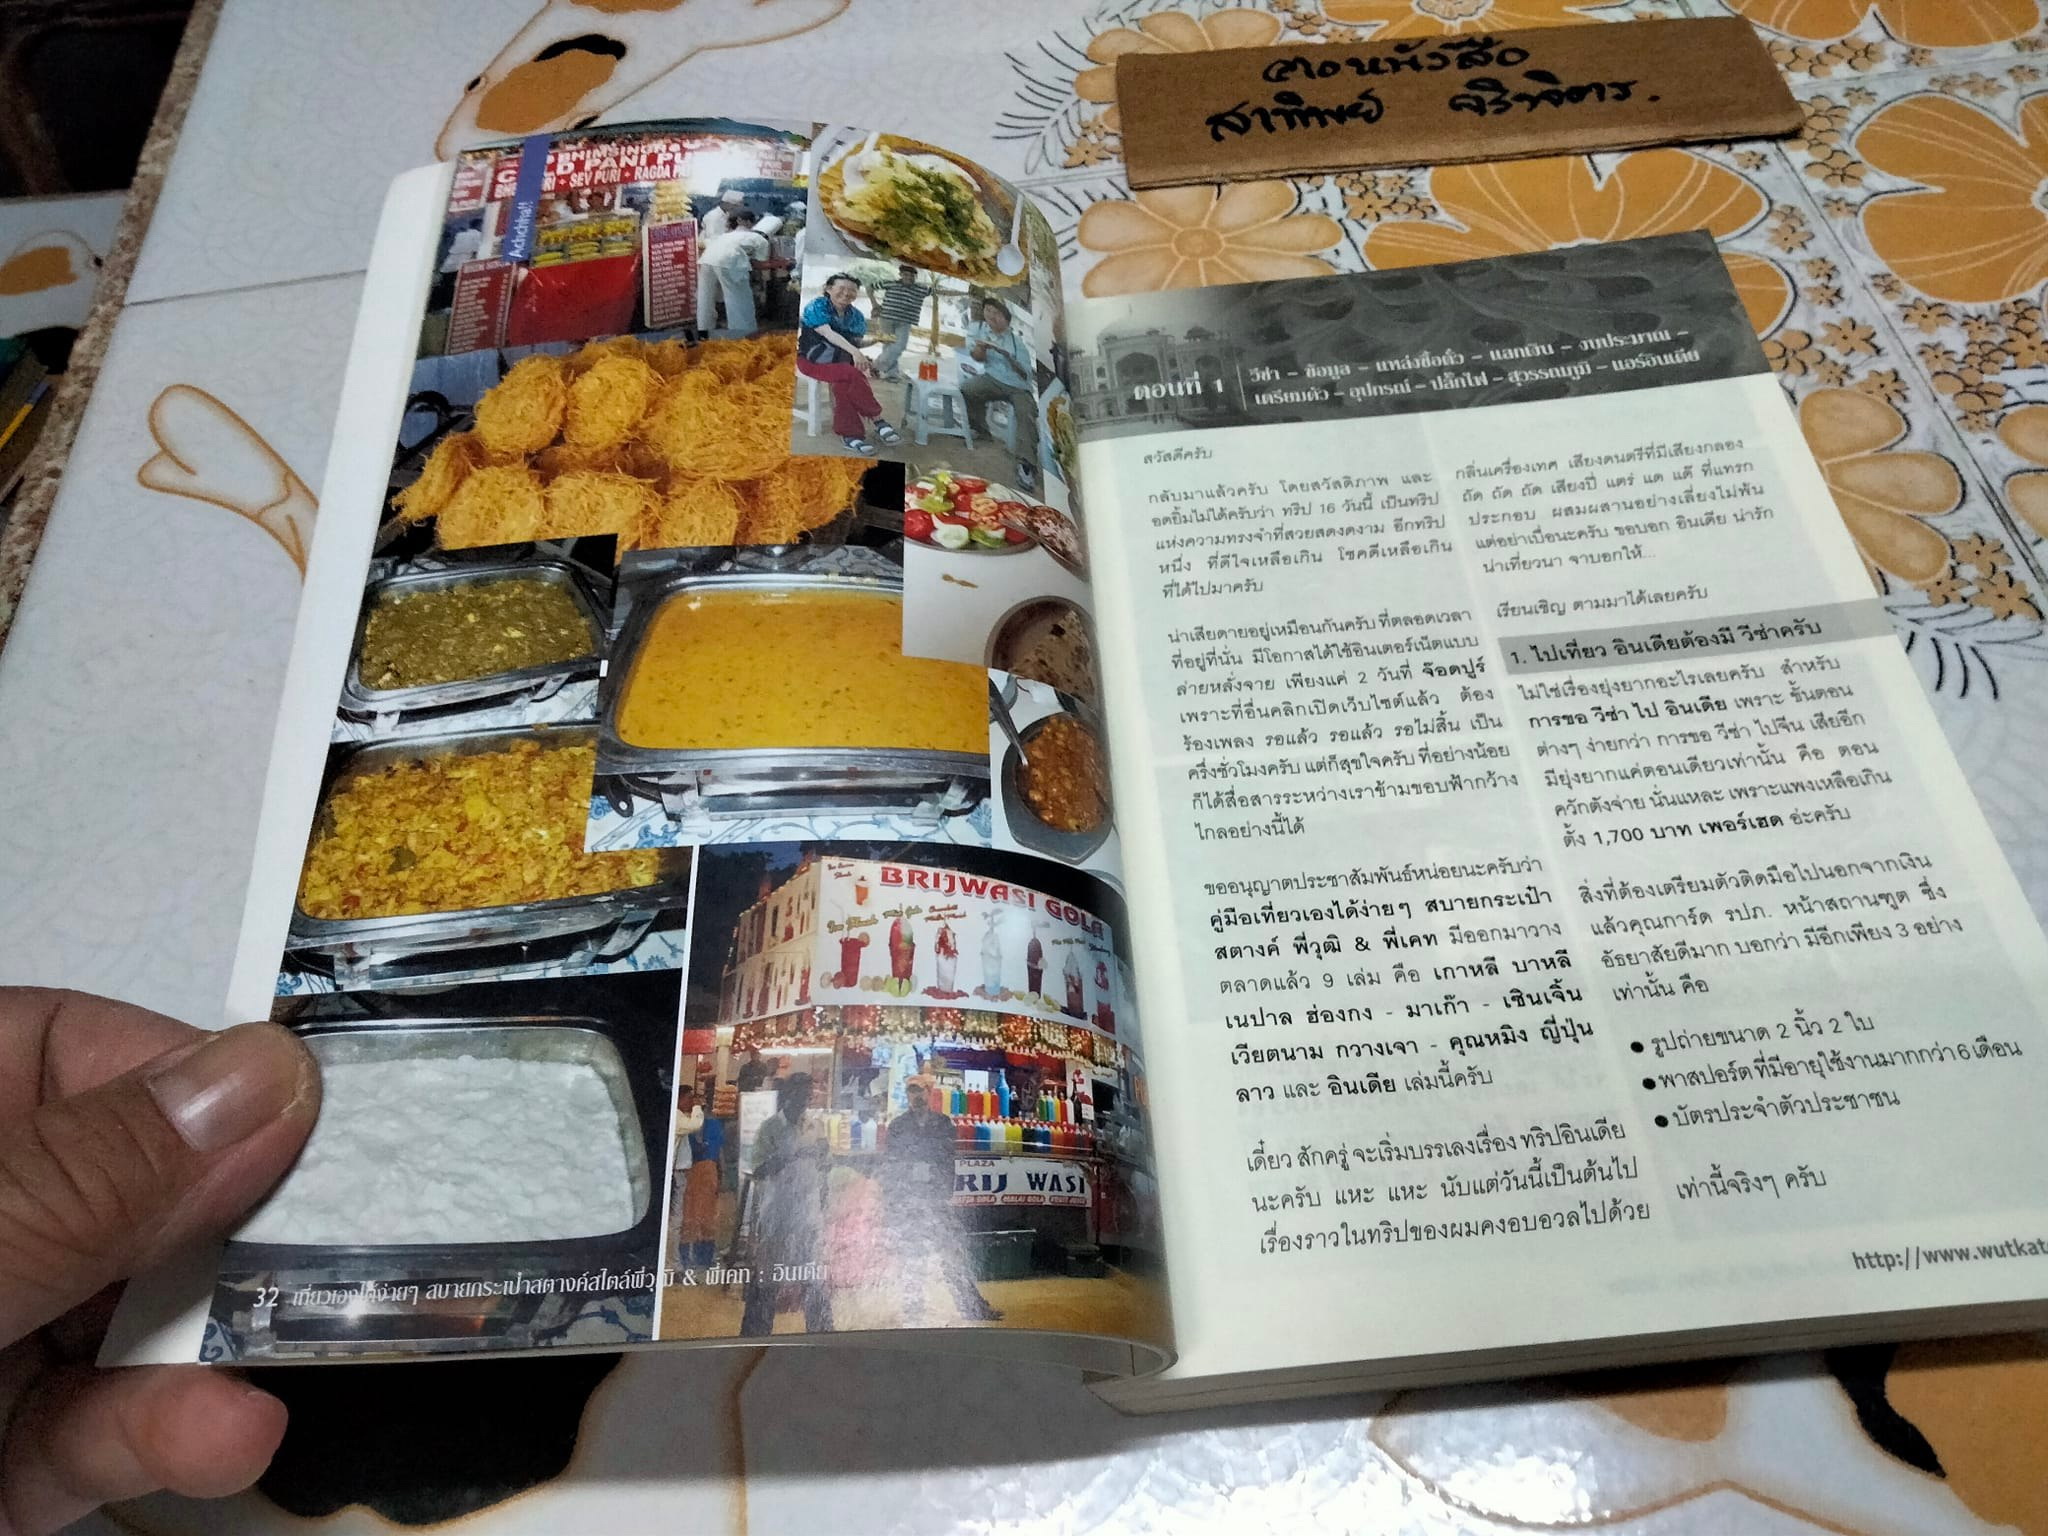 ฅนหนังสือ
สาทิพย์ จริพจิตร.
BHIMSINGH
COLD PANI PU
SEV PURI + RAGDA PA
Achchha!!
BRIJWASI GOLA
PLAZA
RIJ WASI
MALAI GOLA
32 เที่ยวเองได้ง่ายๆ สบายกระเป๋าสตางค์สไตล์พี่วุฒิ & พี่เคท : อินเดีย
ตอนที่ 1
วีซ่า – ข้อมูล – แหล่งซื้อตั๋ว – แลกเงิน – งบประมาณ –
เตรียมตัว – อุปกรณ์ – ปลั๊กไฟ – สุวรรณภูมิ – แอร์อินเดีย
สวัสดีครับ
กลับมาแล้วครับ โดยสวัสดิภาพ และ
อดยิ้มไม่ได้ครับว่า ทริป 16 วันนี้ เป็นทริป
แห่งความทรงจำที่สวยสดงดงาม อีกทริป
หนึ่ง ที่ดีใจเหลือเกิน โชคดีเหลือเกิน
ที่ได้ไปมาครับ
น่าเสียดายอยู่เหมือนกันครับ ที่ตลอดเวลา
ที่อยู่ที่นั่น มีโอกาสได้ใช้อินเตอร์เน็ตแบบ
ล่ายหลั่งจาย เพียงแค่ 2 วันที่ จ๊อดปูร์
เพราะที่อื่นคลิกเปิดเว็บไซต์แล้ว ต้อง
ร้องเพลง รอแล้ว รอแล้ว รอไม่สิ้น เป็น
ครึ่งชั่วโมงครับ แต่ก็สุขใจครับ ที่อย่างน้อย
ก็ได้สื่อสารระหว่างเราข้ามขอบฟ้ากว้าง
ไกลอย่างนี้ได้
ขออนุญาตประชาสัมพันธ์หน่อยนะครับว่า
คู่มือเที่ยวเองได้ง่ายๆ สบายกระเป๋า
สตางค์ พี่วุฒิ & พี่เคท มีออกมาวาง
ตลาดแล้ว 9 เล่ม คือ เกาหลี บาหลี
เนปาล ฮ่องกง - มาเก๊า - เซินเจิ้น
เวียตนาม กวางเจา - คุณหมิง ญี่ปุ่น
ลาว และ อินเดีย เล่มนี้ครับ
เดี๋ยว สักครู่ จะเริ่มบรรเลงเรื่อง ทริปอินเดีย
นะครับ แหะ แหะ นับแต่วันนี้เป็นต้นไป
เรื่องราวในทริปของผมคงอบอวลไปด้วย
กลิ่นเครื่องเทศ เสียงดนตรีที่มีเสียงกลอง
ถัด ถัด ถัด เสียงปี่ แตร่ แด แด๊ ที่แทรก
ประกอบ ผสมผสานอย่างเลี่ยงไม่พ้น
แต่อย่าเบื่อนะครับ ขอบอก อินเดีย น่ารัก
น่าเที่ยวนา จาบอกให้...
เรียนเชิญ ตามมาได้เลยครับ
1. ไปเที่ยว อินเดียต้องมี วีซ่าครับ
ไม่ใช่เรื่องยุ่งยากอะไรเลยครับ สำหรับ
การขอ วีซ่า ไป อินเดีย เพราะ ขั้นตอน
ต่างๆ ง่ายกว่า การขอ วีซ่า ไปจีน เสียอีก
มียุ่งยากแค่ตอนเดียวเท่านั้น คือ ตอน
ควักตังจ่าย นั่นแหละ เพราะแพงเหลือเกิน
ตั้ง 1,700 บาท เพอร์เฮด อ่ะครับ
สิ่งที่ต้องเตรียมตัวติดมือไปนอกจากเงิน
แล้วคุณการ์ด รปภ. หน้าสถานฑูต ซึ่ง
อัธยาสัยดีมาก บอกว่า มีอีกเพียง 3 อย่าง
เท่านั้น คือ
● รูปถ่ายขนาด 2 นิ้ว 2 ใบ
● พาสปอร์ต ที่มีอายุใช้งานมากกว่า 6 เดือน
● บัตรประจำตัวประชาชน
เท่านี้จริงๆ ครับ
http://www.wutkate